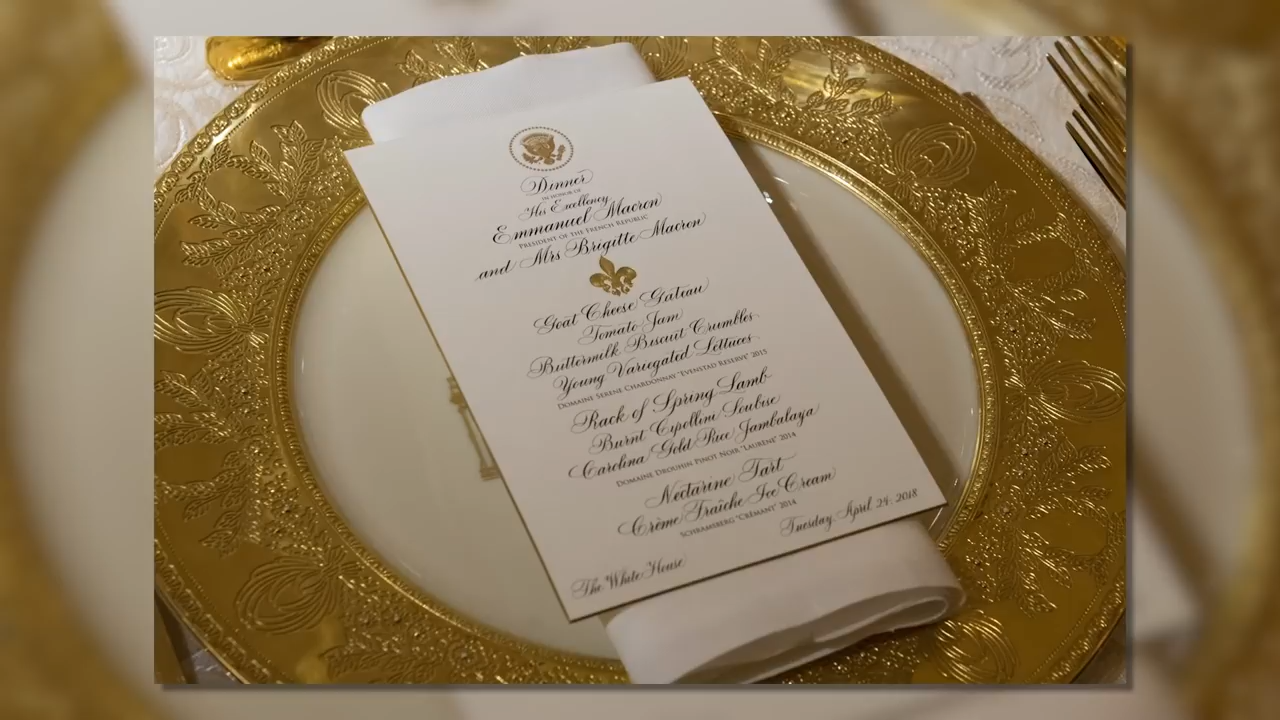 Dinner
IN HONOR OF
His Excellency
Emmanuel Macron
PRESIDENT OF THE FRENCH REPUBLIC
and Mrs Brigitte Macron
Goat Cheese Gateau
Tomato Jam
Buttermilk Biscuit Crumbles
Young Variegated Lettuces
DOMAINE SERENE CHARDONNAY "EVENSTAD RESERVE" 2015
Rack of Spring Lamb
Burnt Cipollini Soubise
Carolina Gold Rice Jambalaya
DOMAINE DROUHIN PINOT NOIR "LAURÈNE" 2014
Nectarine Tart
Crème Fraîche Ice Cream
SCHRAMSBERG "CRÉMANT" 2014
The White House
Tuesday, April 24, 2018